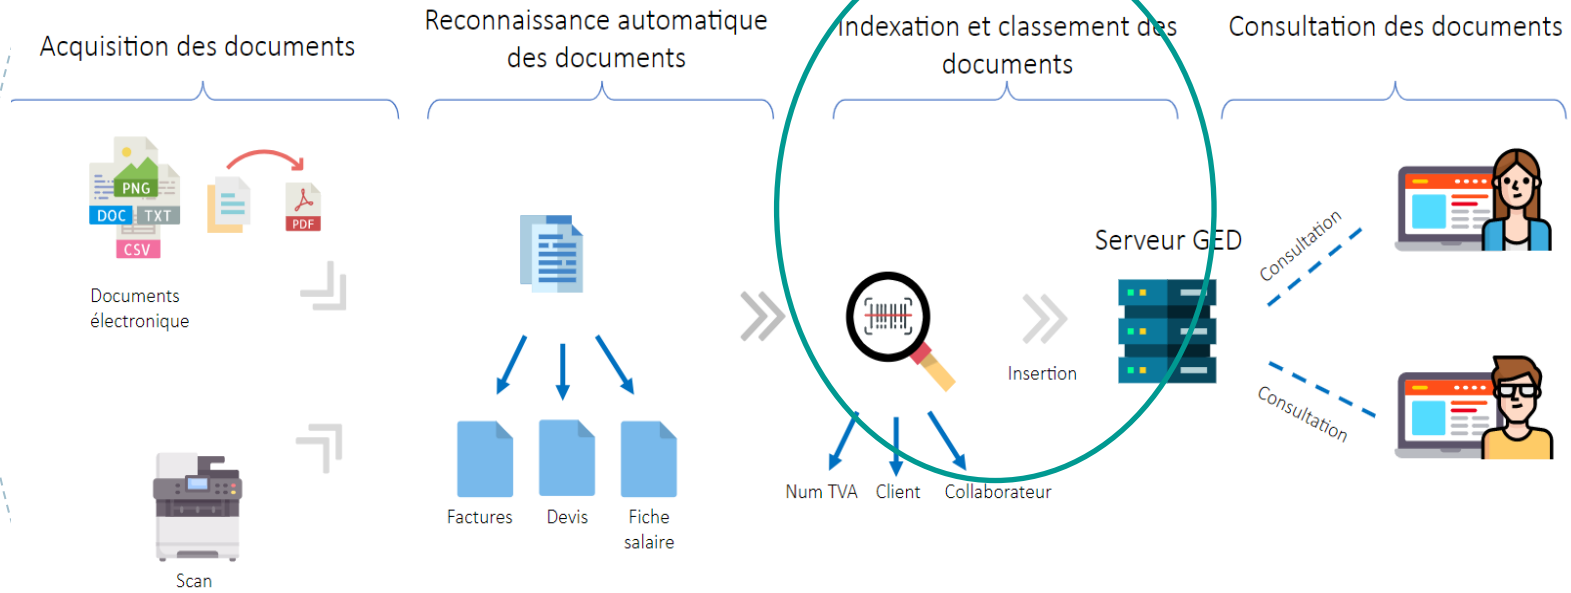 Acquisition des documents
Reconnaissance automatique
des documents
Indexation et classement des
documents
Consultation des documents
PNG
DOC
TXT
CSV
PDF
Documents
électronique
Scan
Factures
Devis
Fiche
salaire
Num TVA
Client
Collaborateur
Insertion
Serveur GED
Consultation
Consultation